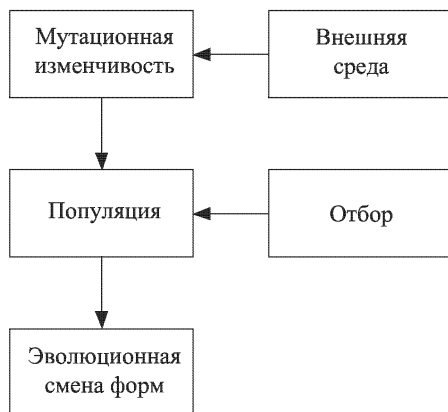 Мутационная
изменчивость
Внешняя
среда
Популяция
Отбор
Эволюционная
смена форм